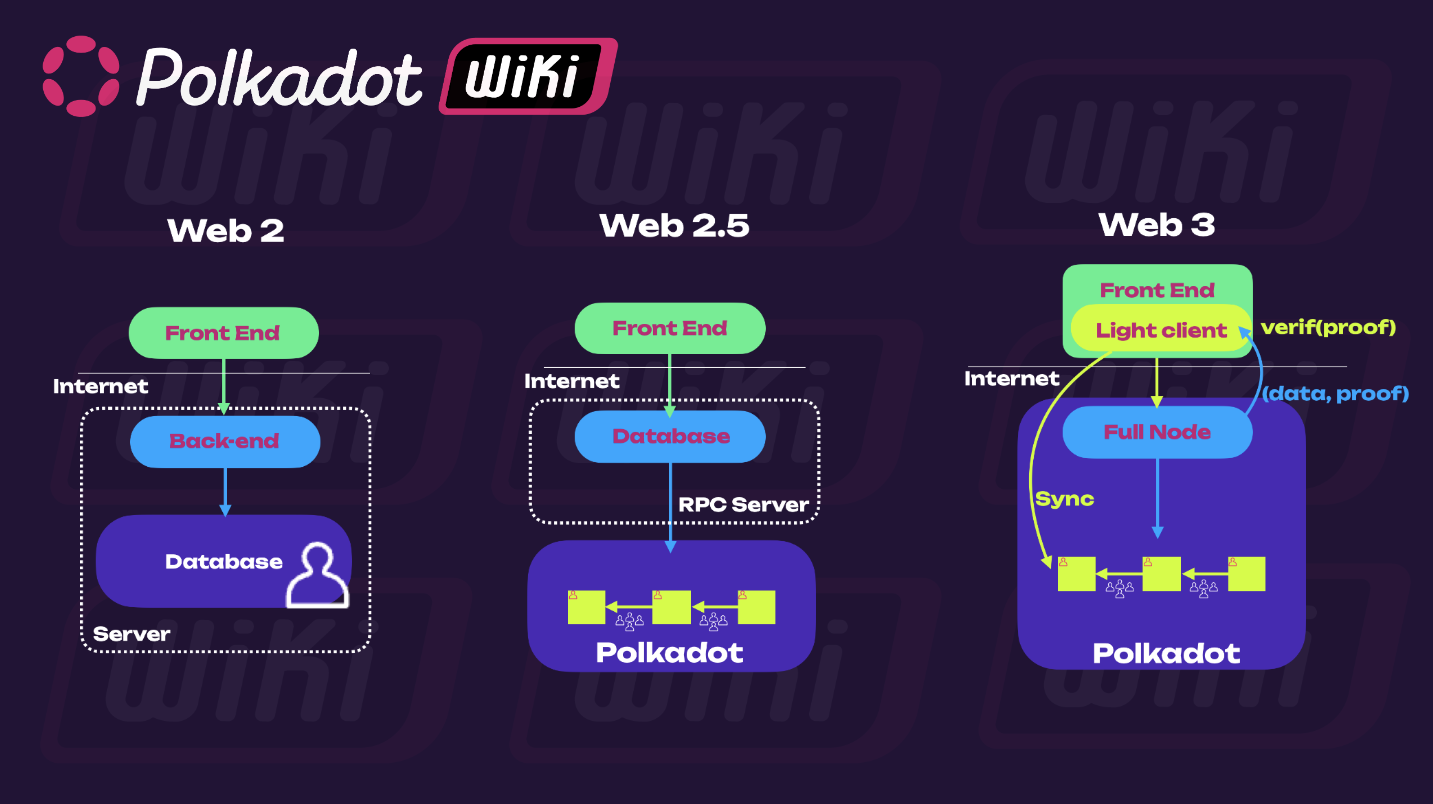 Polkadot WiKi
Web 2
Front End
Internet
Back-end
Database
Server
Web 2.5
Front End
Internet
Database
RPC Server
Polkadot
Web 3
Front End
Light client
verif(proof)
Internet
(data, proof)
Full Node
Sync
Polkadot